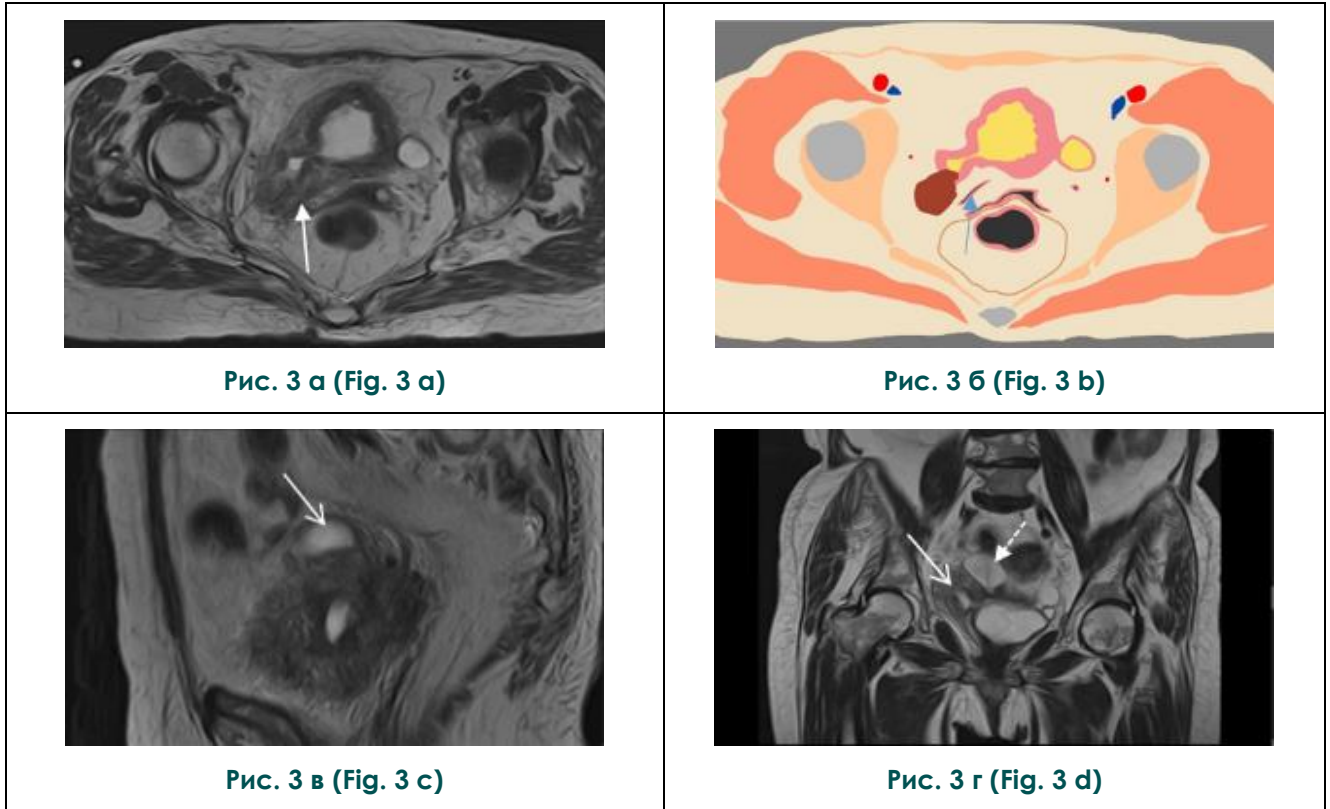 Рис. 3 а (Fig. 3 a)
Рис. 3 б (Fig. 3 b)
Рис. 3 в (Fig. 3 c)
Рис. 3 г (Fig. 3 d)